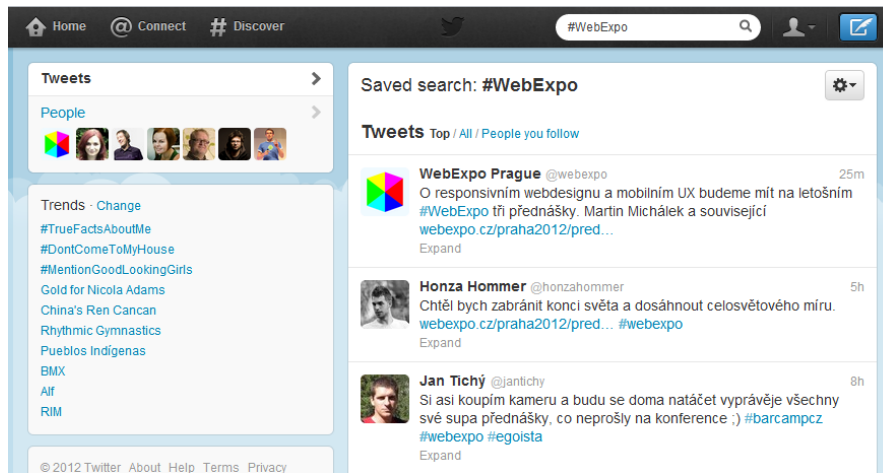 Home Connect Discover #WebExpo
Tweets
People
Trends · Change
#TrueFactsAboutMe
#DontComeToMyHouse
#MentionGoodLookingGirls
Gold for Nicola Adams
China's Ren Cancan
Rhythmic Gymnastics
Pueblos Indígenas
BMX
Alf
RIM
© 2012 Twitter About Help Terms Privacy
Saved search: #WebExpo
Tweets Top / All / People you follow
WebExpo Prague @webexpo 25m
O responsivním webdesignu a mobilním UX budeme mít na letošním
#WebExpo tři přednášky. Martin Michálek a související
webexpo.cz/praha2012/pred…
Expand
Honza Hommer @honzahommer 5h
Chtěl bych zabránit konci světa a dosáhnout celosvětového míru.
webexpo.cz/praha2012/pred… #webexpo
Expand
Jan Tichý @jantichy 8h
Si asi koupím kameru a budu se doma natáčet vyprávěje všechny
své supa přednášky, co neprošly na konference ;) #barcampcz
#webexpo #egoista
Expand